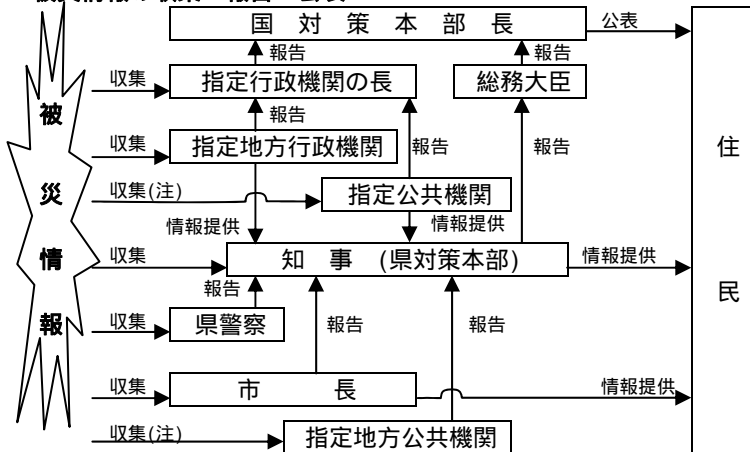 国 対 策 本 部 長
公表
報告
報告
収集
指定行政機関の長
総務大臣
報告
収集
指定地方行政機関
報告
報告
収集(注)
指定公共機関
情報提供
情報提供
収集
知 事 (県対策本部)
情報提供
報告
収集
県警察
報告
報告
収集
市 長
情報提供
収集(注)
指定地方公共機関
被
災
情
報
住
民